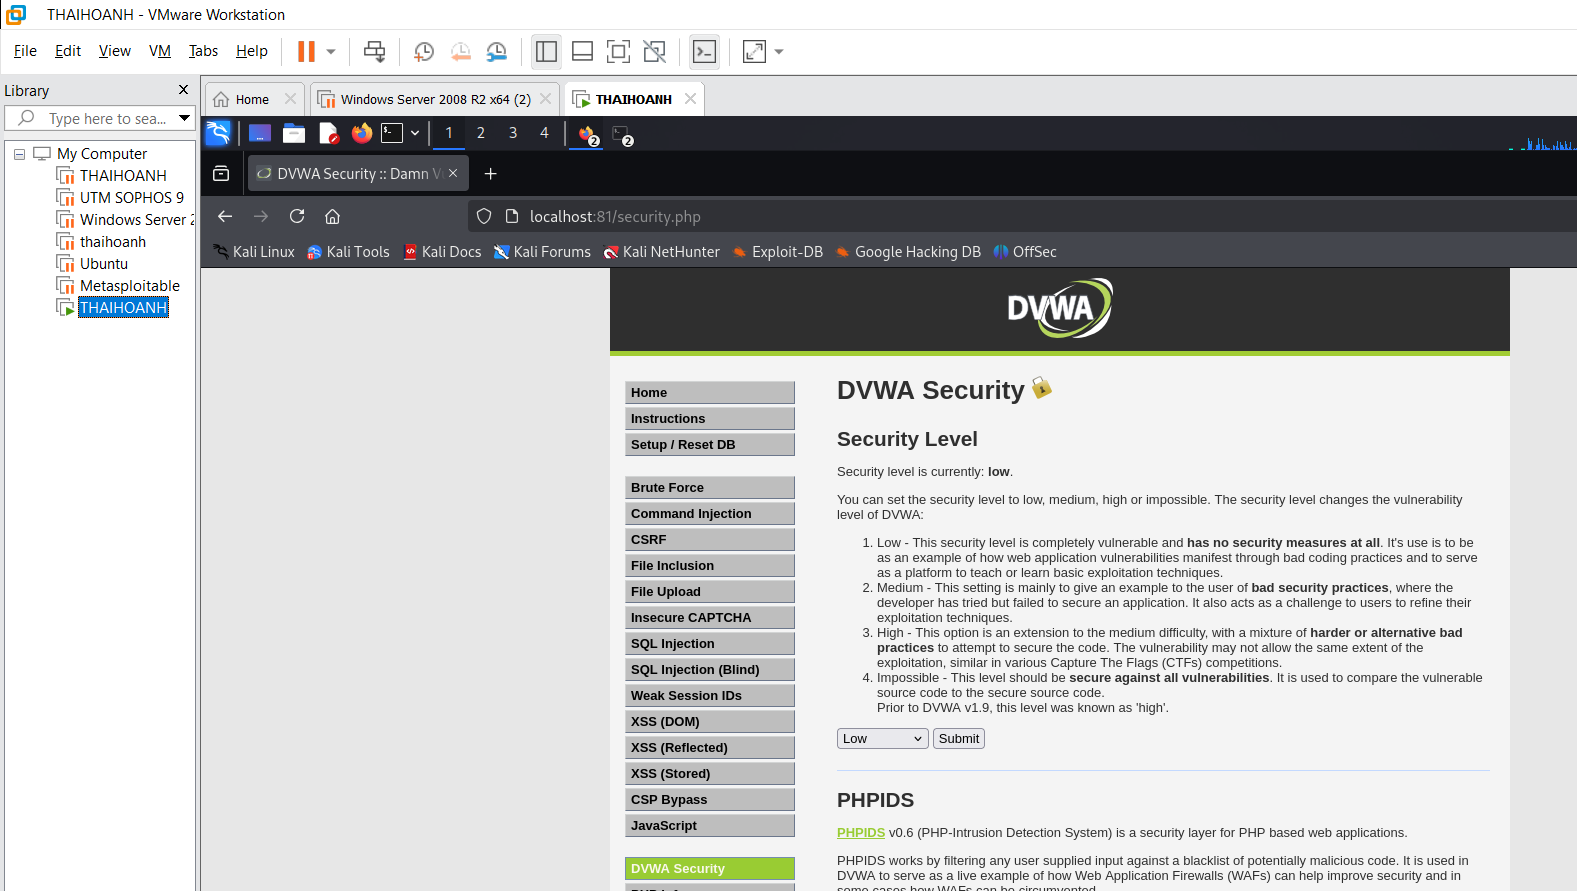 THAIHOANH - VMware Workstation
File Edit View VM Tabs Help
Library
Type here to sea...
Home
Windows Server 2008 R2 x64 (2)
THAIHOANH
My Computer
THAIHOANH
UTM SOPHOS 9
Windows Server 2
thaihoanh
Ubuntu
Metasploitable
THAIHOANH
1 2 3 4 2 2
DVWA Security :: Damn V
localhost:81/security.php
Kali Linux Kali Tools Kali Docs Kali Forums Kali NetHunter Exploit-DB Google Hacking DB OffSec
DVWA
Home
Instructions
Setup / Reset DB
Brute Force
Command Injection
CSRF
File Inclusion
File Upload
Insecure CAPTCHA
SQL Injection
SQL Injection (Blind)
Weak Session IDs
XSS (DOM)
XSS (Reflected)
XSS (Stored)
CSP Bypass
JavaScript
DVWA Security
DVWA Security
Security Level
Security level is currently: low.
You can set the security level to low, medium, high or impossible. The security level changes the vulnerability
level of DVWA:
1. Low - This security level is completely vulnerable and has no security measures at all. It's use is to be
as an example of how web application vulnerabilities manifest through bad coding practices and to serve
as a platform to teach or learn basic exploitation techniques.
2. Medium - This setting is mainly to give an example to the user of bad security practices, where the
developer has tried but failed to secure an application. It also acts as a challenge to users to refine their
exploitation techniques.
3. High - This option is an extension to the medium difficulty, with a mixture of harder or alternative bad
practices to attempt to secure the code. The vulnerability may not allow the same extent of the
exploitation, similar in various Capture The Flags (CTFs) competitions.
4. Impossible - This level should be secure against all vulnerabilities. It is used to compare the vulnerable
source code to the secure source code.
Prior to DVWA v1.9, this level was known as 'high'.
Low Submit
PHPIDS
PHPIDS v0.6 (PHP-Intrusion Detection System) is a security layer for PHP based web applications.
PHPIDS works by filtering any user supplied input against a blacklist of potentially malicious code. It is used in
DVWA to serve as a live example of how Web Application Firewalls (WAFs) can help improve security and in
some cases how WAFs can be circumvented